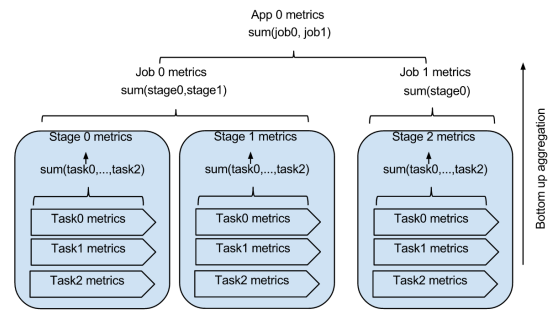 App 0 metrics
sum(job0, job1)
Job 0 metrics
sum(stage0,stage1)
Job 1 metrics
sum(stage0)
Stage 0 metrics
sum(task0,...,task2)
Task0 metrics
Task1 metrics
Task2 metrics
Stage 1 metrics
sum(task0,...,task2)
Task0 metrics
Task1 metrics
Task2 metrics
Stage 2 metrics
sum(task0,...,task2)
Task0 metrics
Task1 metrics
Task2 metrics
Bottom up aggregation